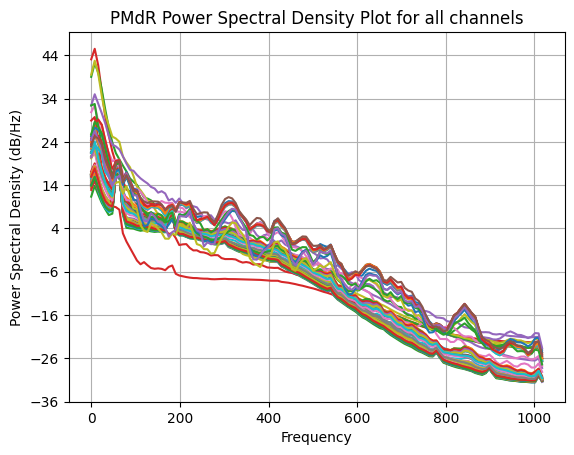 PMdR Power Spectral Density Plot for all channels
Power Spectral Density (dB/Hz)
44
34
24
14
4
−6
−16
−26
−36
0 200 400 600 800 1000
Frequency